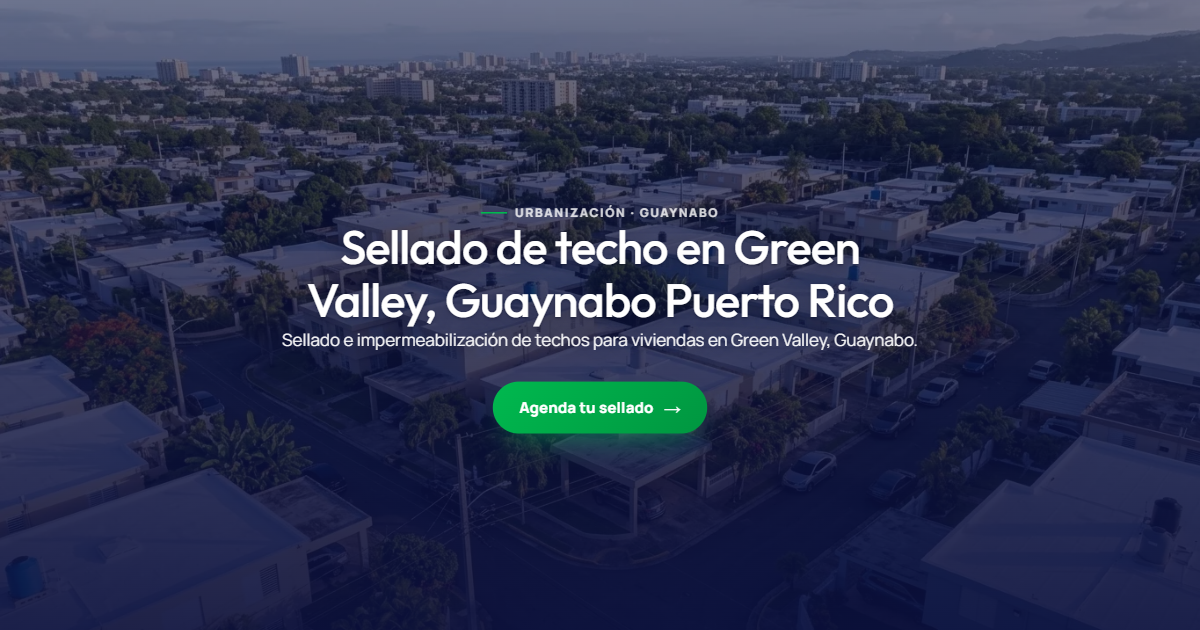 URBANIZACIÓN · GUAYNABO
Sellado de techo en Green
Valley, Guaynabo Puerto Rico
Sellado e impermeabilización de techos para viviendas en Green Valley, Guaynabo.
Agenda tu sellado →